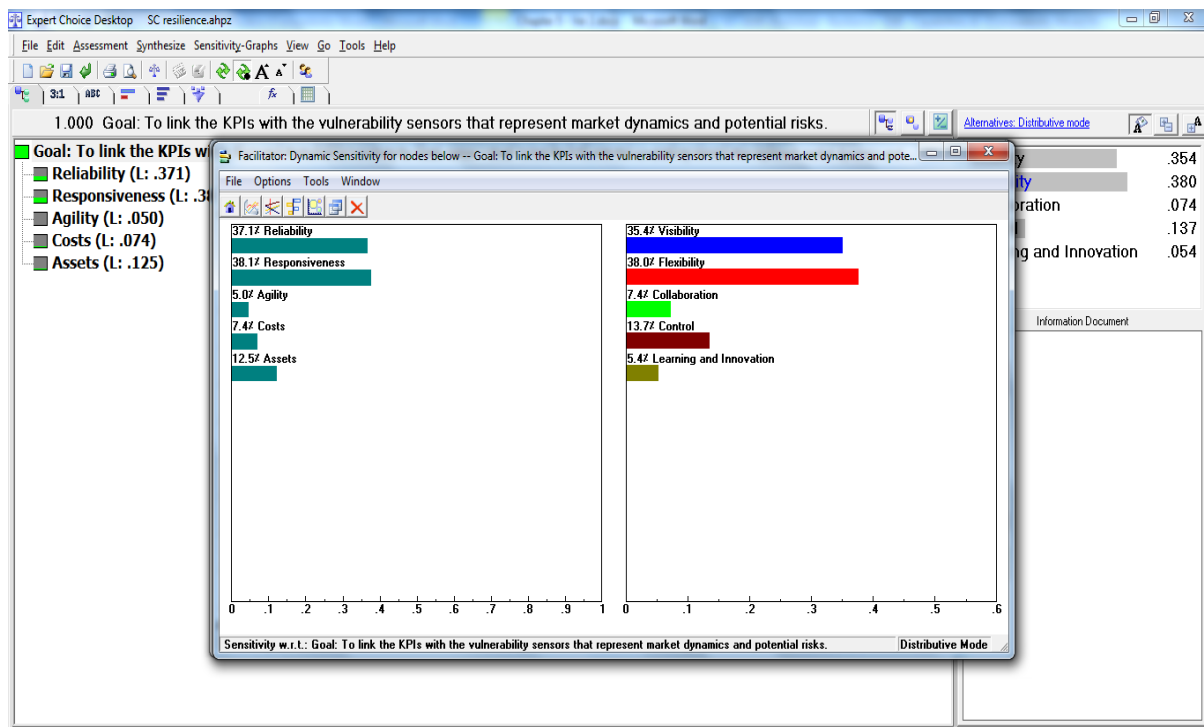 Expert Choice Desktop SC resilience.ahpz
File Edit Assessment Synthesize Sensitivity-Graphs View Go Tools Help
A A
3:1 ABC fx
1.000 Goal: To link the KPIs with the vulnerability sensors that represent market dynamics and potential risks.
Alternatives: Distributive mode
Goal: To link the KPIs wi
Reliability (L: .371)
Responsiveness (L: .38
Agility (L: .050)
Costs (L: .074)
Assets (L: .125)
Facilitator: Dynamic Sensitivity for nodes below -- Goal: To link the KPIs with the vulnerability sensors that represent market dynamics and pote...
File Options Tools Window
37.1% Reliability
38.1% Responsiveness
5.0% Agility
7.4% Costs
12.5% Assets
0 .1 .2 .3 .4 .5 .6 .7 .8 .9 1
35.4% Visibility
38.0% Flexibility
7.4% Collaboration
13.7% Control
5.4% Learning and Innovation
0 .1 .2 .3 .4 .5 .6
Sensitivity w.r.t.: Goal: To link the KPIs with the vulnerability sensors that represent market dynamics and potential risks. Distributive Mode
y .354
ity .380
oration .074
.137
ng and Innovation .054
Information Document